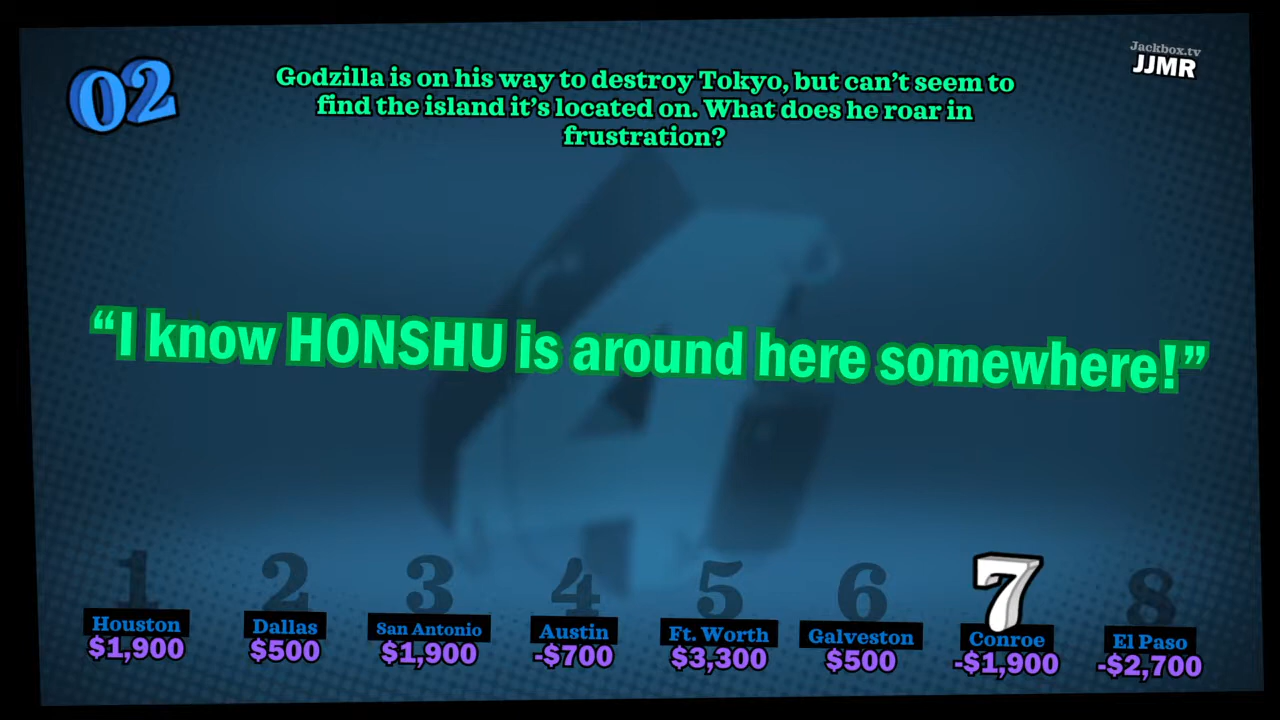 02
Godzilla is on his way to destroy Tokyo, but can't seem to
find the island it's located on. What does he roar in
frustration?
Jackbox.tv
JJMR
“I know HONSHU is around here somewhere!”
1 2 3 4 5 6 7 8
Houston Dallas San Antonio Austin Ft. Worth Galveston Conroe El Paso
$1,900 $500 $1,900 -$700 $3,300 $500 -$1,900 -$2,700